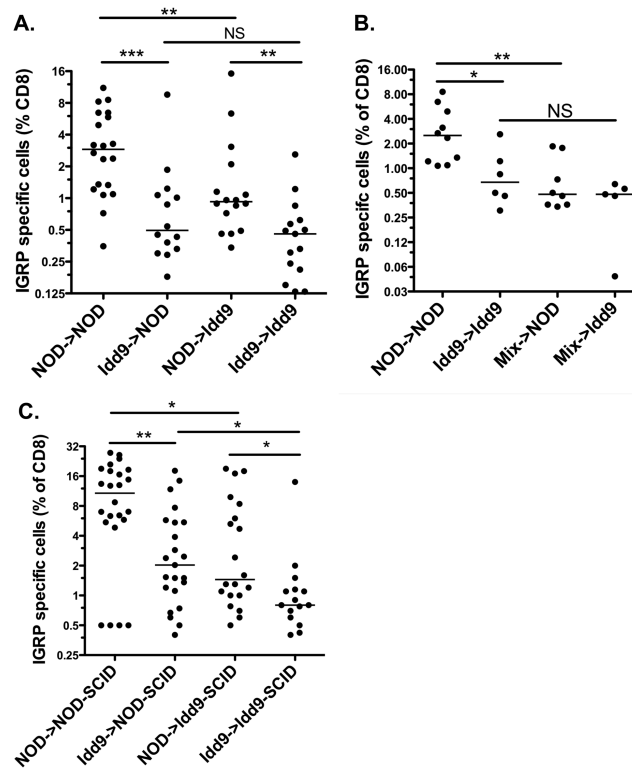 A.
**
NS
***
**
IGRP specific cells (% CD8)
16
8
4
2
1
0.5
0.25
0.125
NOD->NOD
Idd9->NOD
NOD->Idd9
Idd9->Idd9
B.
**
*
NS
IGRP specifc cells (% of CD8)
16.00
8.00
4.00
2.00
1.00
0.50
0.25
0.12
0.06
0.03
NOD->NOD
Idd9->Idd9
Mix->NOD
Mix->Idd9
C.
*
*
**
*
IGRP specific cells (% of CD8)
32
16
8
4
2
1
0.5
0.25
NOD->NOD-SCID
Idd9->NOD-SCID
NOD->Idd9-SCID
Idd9->Idd9-SCID